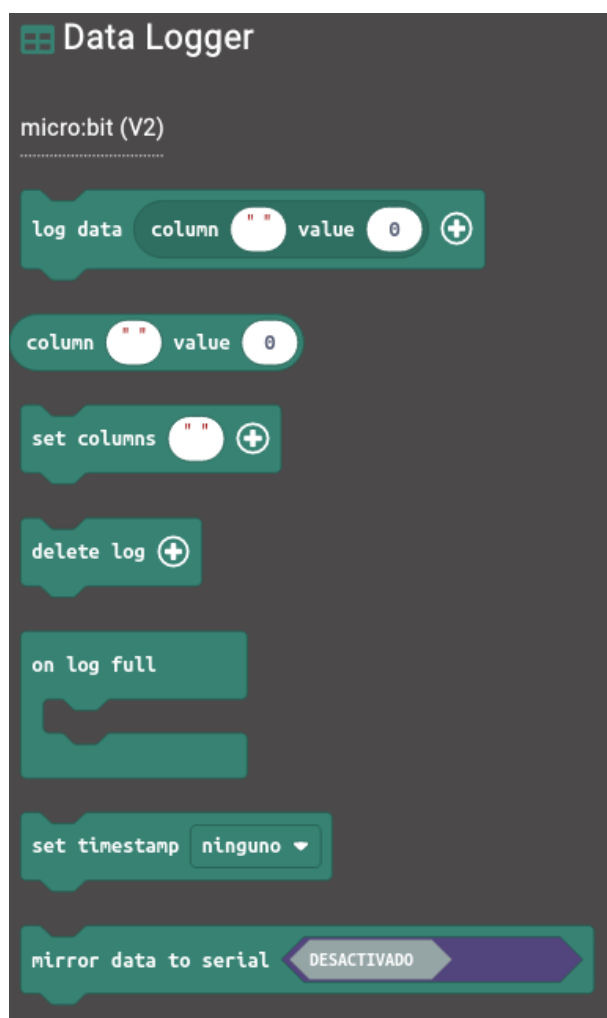 Data Logger
micro:bit (V2)
log data column " " value 0
column " " value 0
set columns " "
delete log
on log full
set timestamp ninguno
mirror data to serial DESACTIVADO